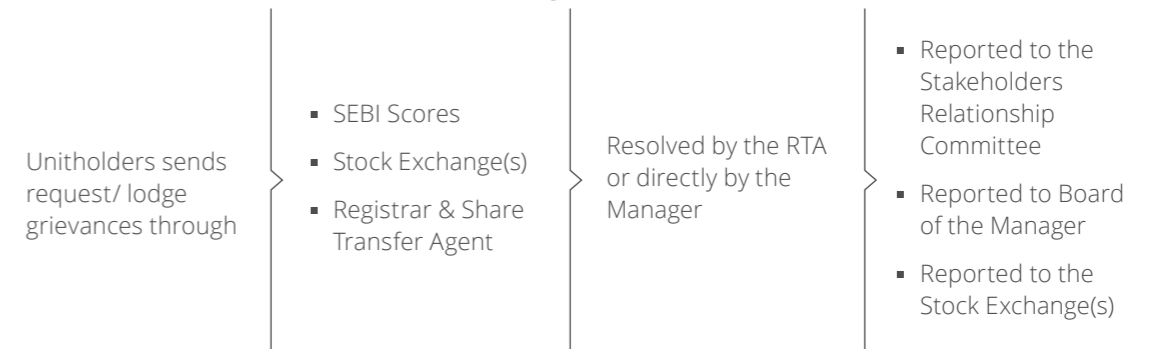 Unitholders sends
request/ lodge
grievances through
▪ SEBI Scores
▪ Stock Exchange(s)
▪ Registrar & Share
Transfer Agent
Resolved by the RTA
or directly by the
Manager
▪ Reported to the
Stakeholders
Relationship
Committee
▪ Reported to Board
of the Manager
▪ Reported to the
Stock Exchange(s)